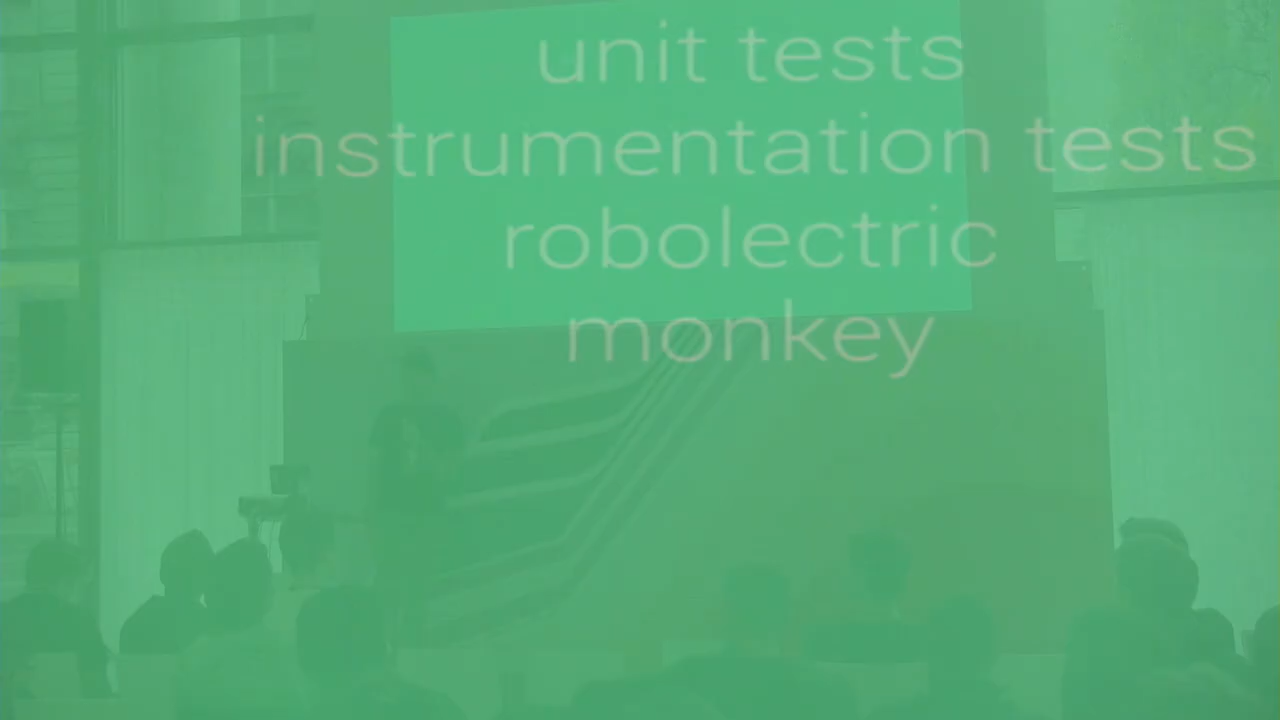 unit tests
instrumentation tests
robolectric
monkey